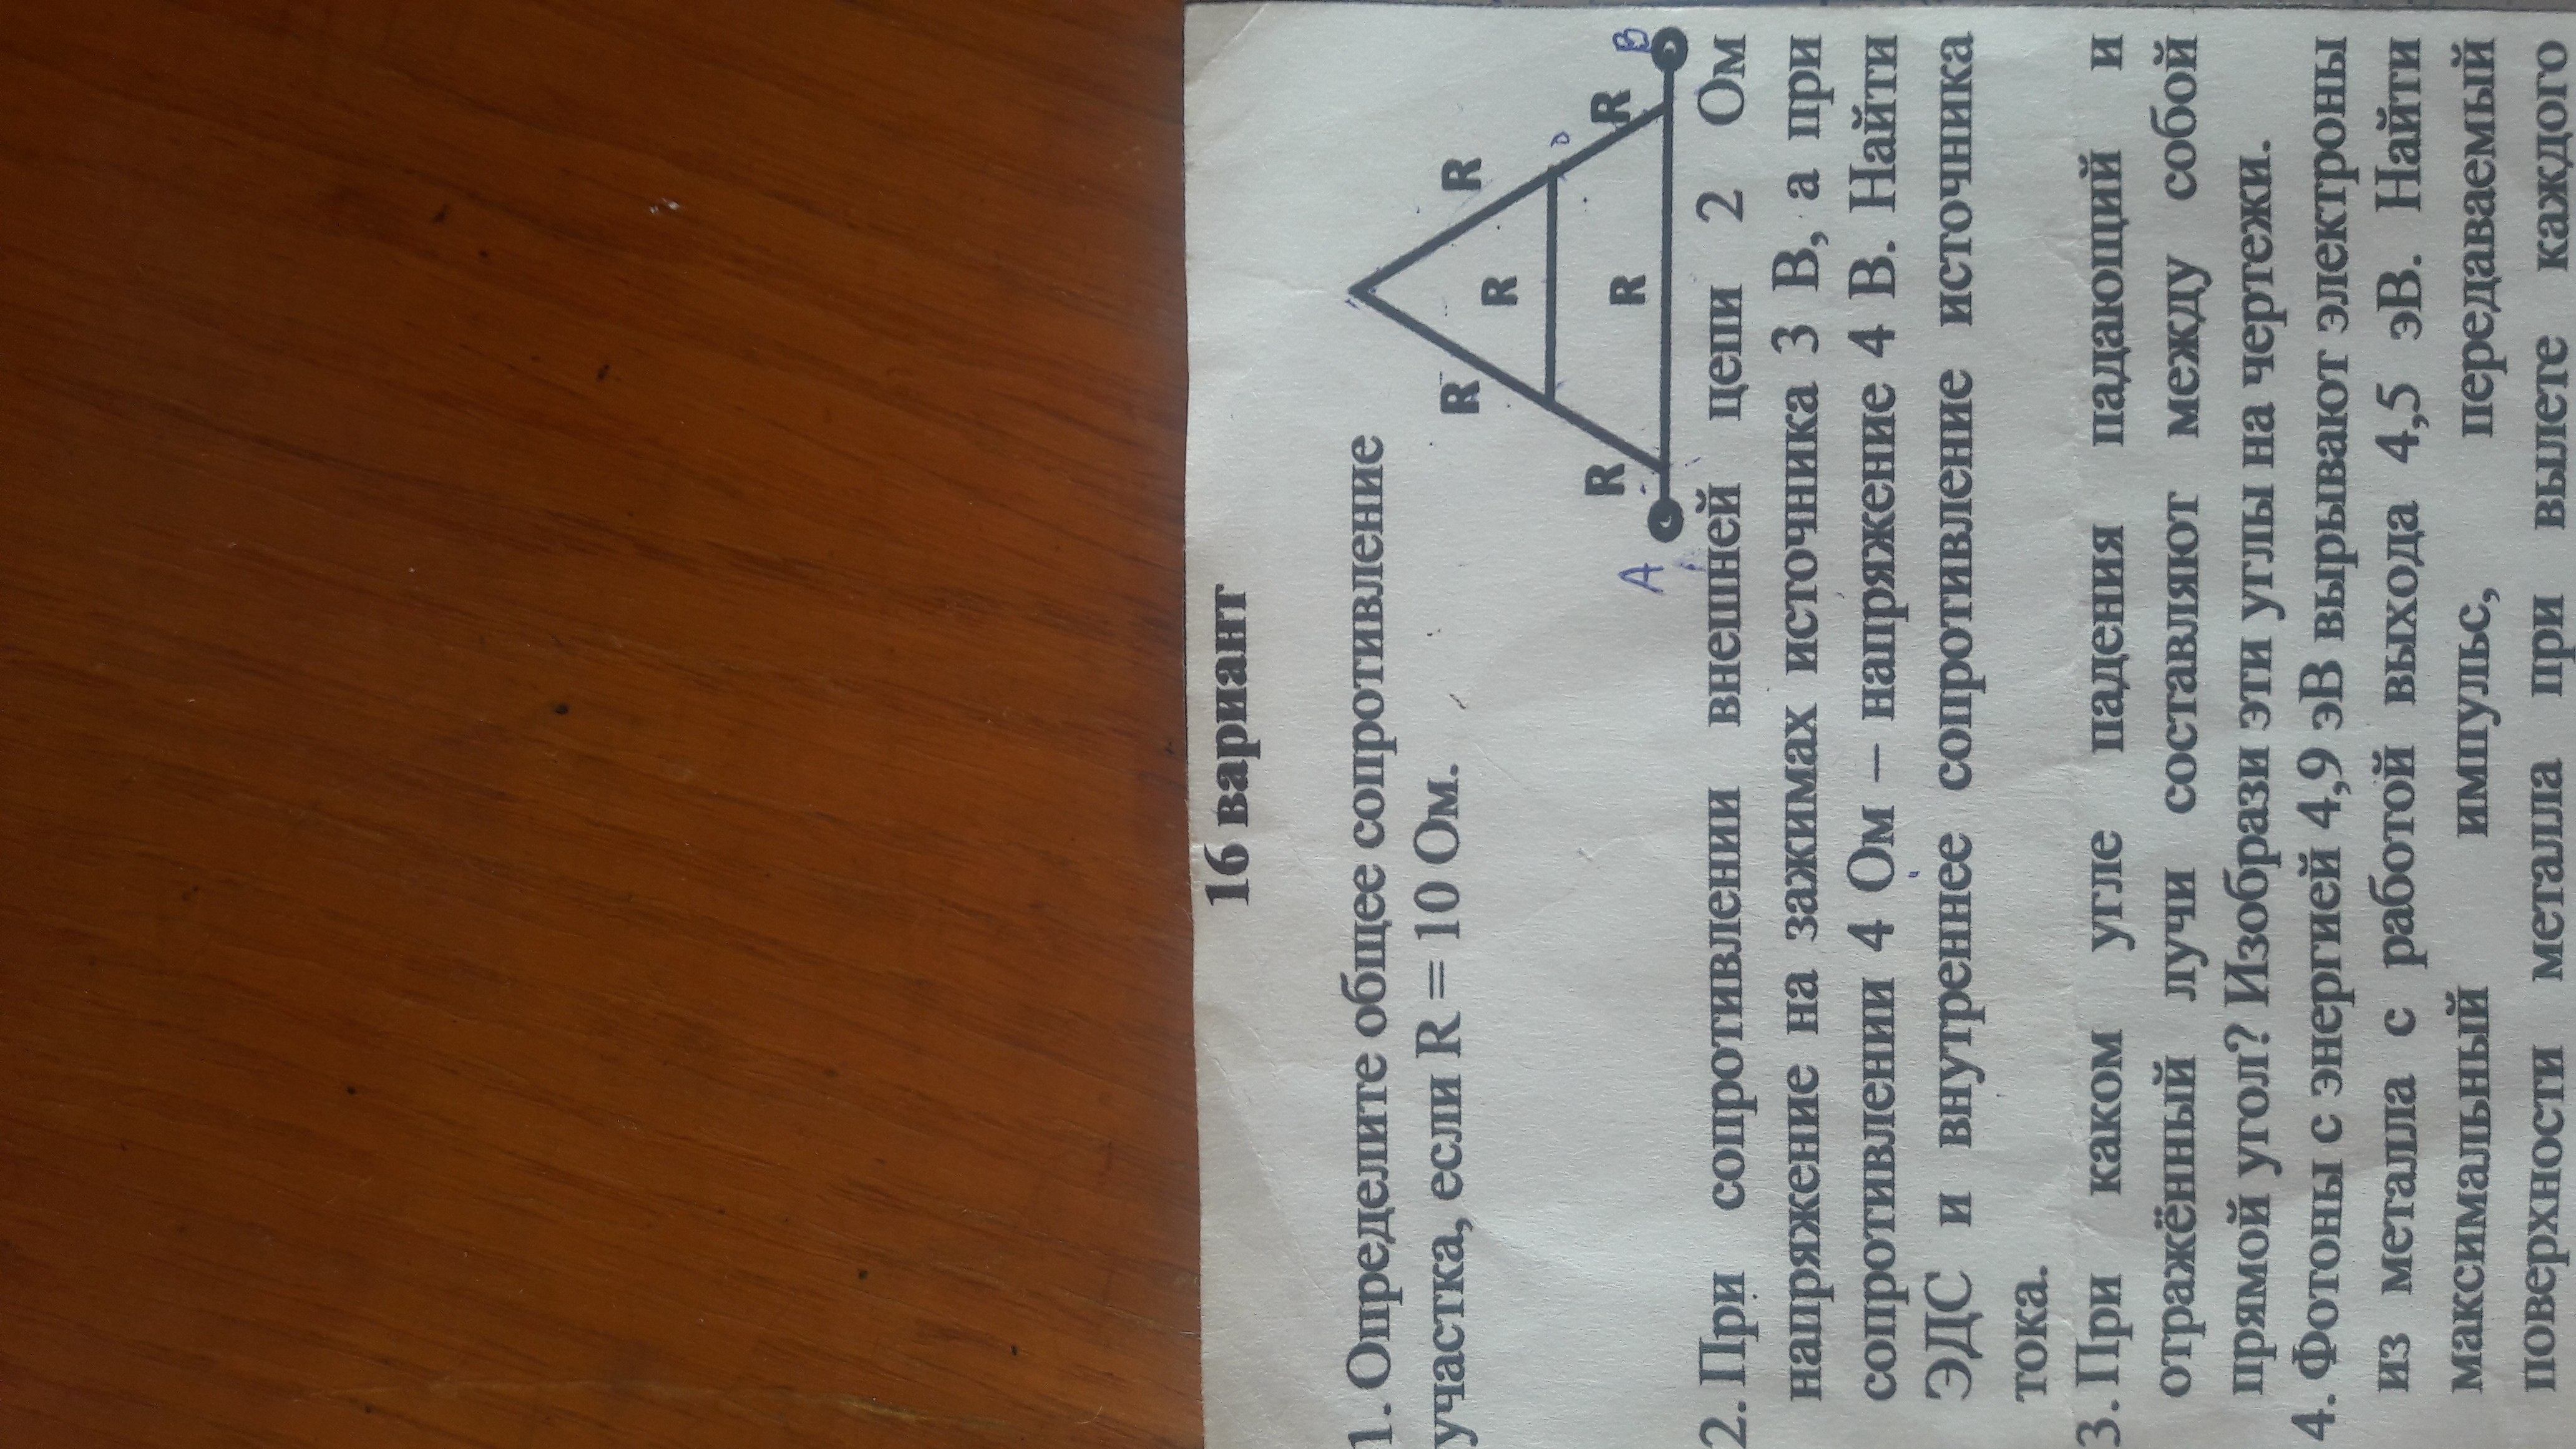 16 вариант
1. Определите общее сопротивление
участка, если R = 10 Ом.
R R
R
R R R
A B
2. При сопротивлении внешней цепи 2 Ом
напряжение на зажимах источника 3 В, а при
сопротивлении 4 Ом – напряжение 4 В. Найти
ЭДС и внутреннее сопротивление источника
тока.
3. При каком угле падения падающий и
отражённый лучи составляют между собой
прямой угол? Изобрази эти углы на чертежи.
4. Фотоны с энергией 4,9 эВ вырывают электроны
из металла с работой выхода 4,5 эВ. Найти
максимальный импульс, передаваемый
поверхности металла при вылете каждого